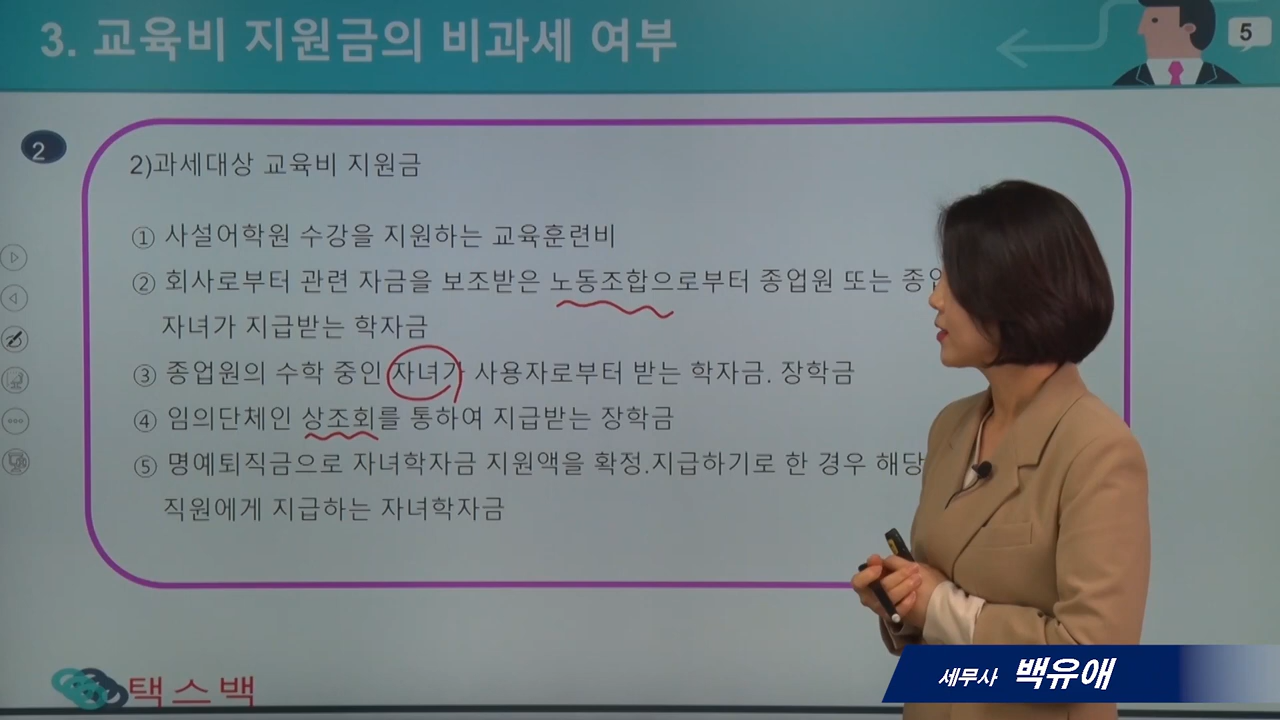 3. 교육비 지원금의 비과세 여부
5
2
2)과세대상 교육비 지원금
① 사설어학원 수강을 지원하는 교육훈련비
② 회사로부터 관련 자금을 보조받은 노동조합으로부터 종업원 또는
자녀가 지급받는 학자금
③ 종업원의 수학 중인 자녀가 사용자로부터 받는 학자금. 장학금
④ 임의단체인 상조회를 통하여 지급받는 장학금
⑤ 명예퇴직금으로 자녀학자금 지원액을 확정.지급하기로 한 경우 해당
직원에게 지급하는 자녀학자금
택스백
세무사 백유애